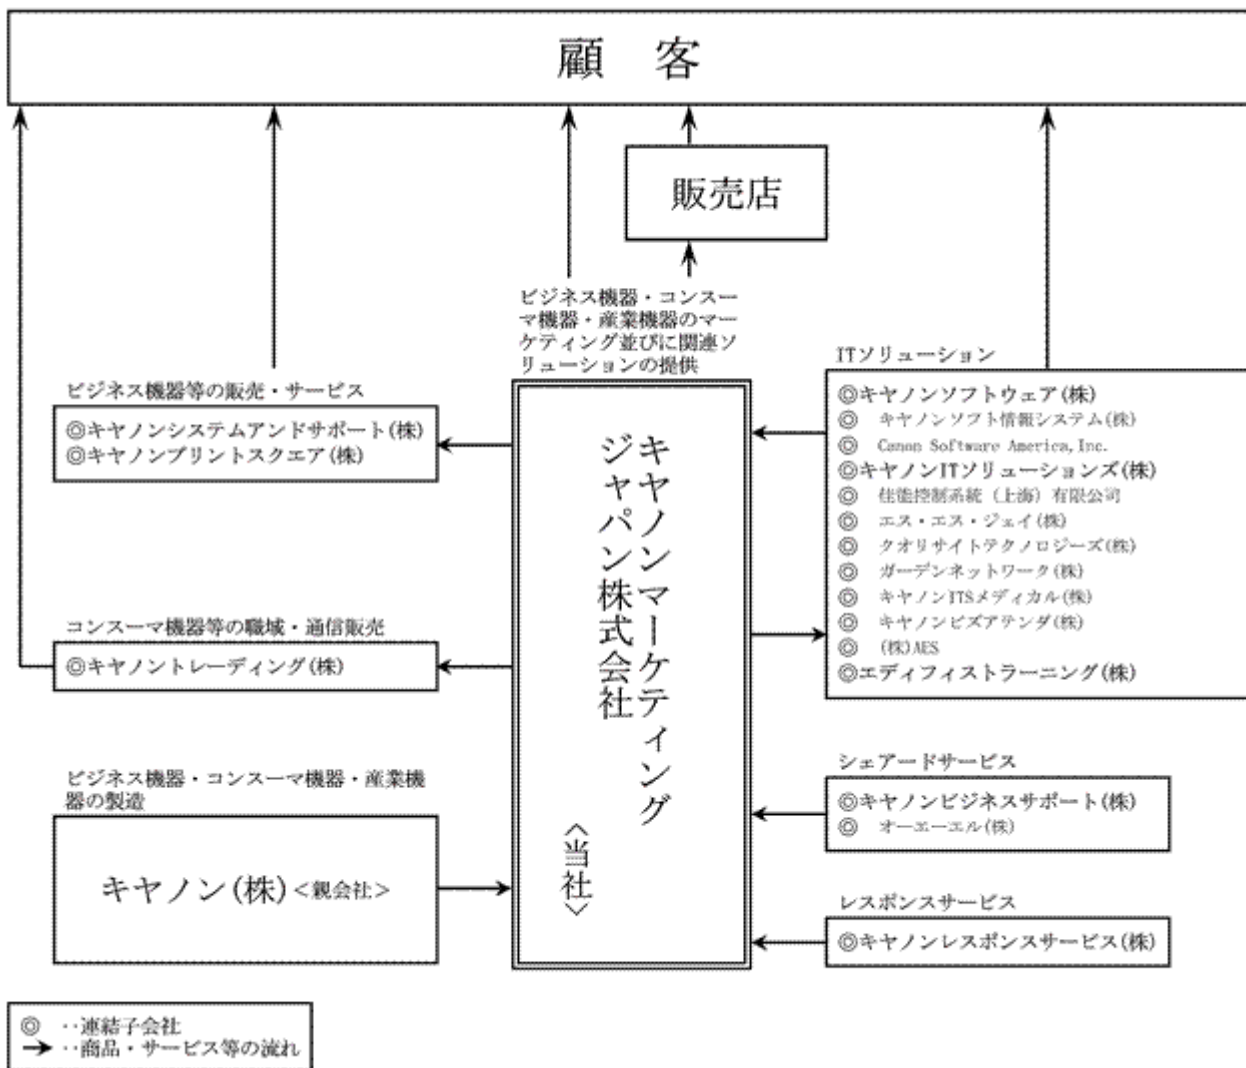 顧 客
販売店
ビジネス機器・コンスー
マ機器・産業機器のマー
ケティング並びに関連ソ
リューションの提供
ビジネス機器等の販売・サービス
◎キヤノンシステムアンドサポート(株)
◎キヤノンプリントスクエア(株)
コンスーマ機器等の職域・通信販売
◎キヤノントレーディング(株)
ビジネス機器・コンスーマ機器・産業機
器の製造
キヤノン(株)<親会社>
キヤノンマーケティング
ジャパン株式会社
<当社>
ITソリューション
◎キヤノンソフトウェア(株)
◎ キヤノンソフト情報システム(株)
◎ Canon Software America,Inc.
◎キヤノンITソリューションズ(株)
◎ 佳能控制系統(上海)有限公司
◎ エス・エス・ジェイ(株)
◎ クオリサイトテクノロジーズ(株)
◎ ガーデンネットワーク(株)
◎ キヤノンITSメディカル(株)
◎ キヤノンビズアテンダ(株)
◎ (株)AES
◎エディフィストラーニング(株)
シェアードサービス
◎キヤノンビジネスサポート(株)
◎ オーエーエル(株)
レスポンスサービス
◎キヤノンレスポンスサービス(株)
◎ ‥連結子会社
→ ‥商品・サービス等の流れ